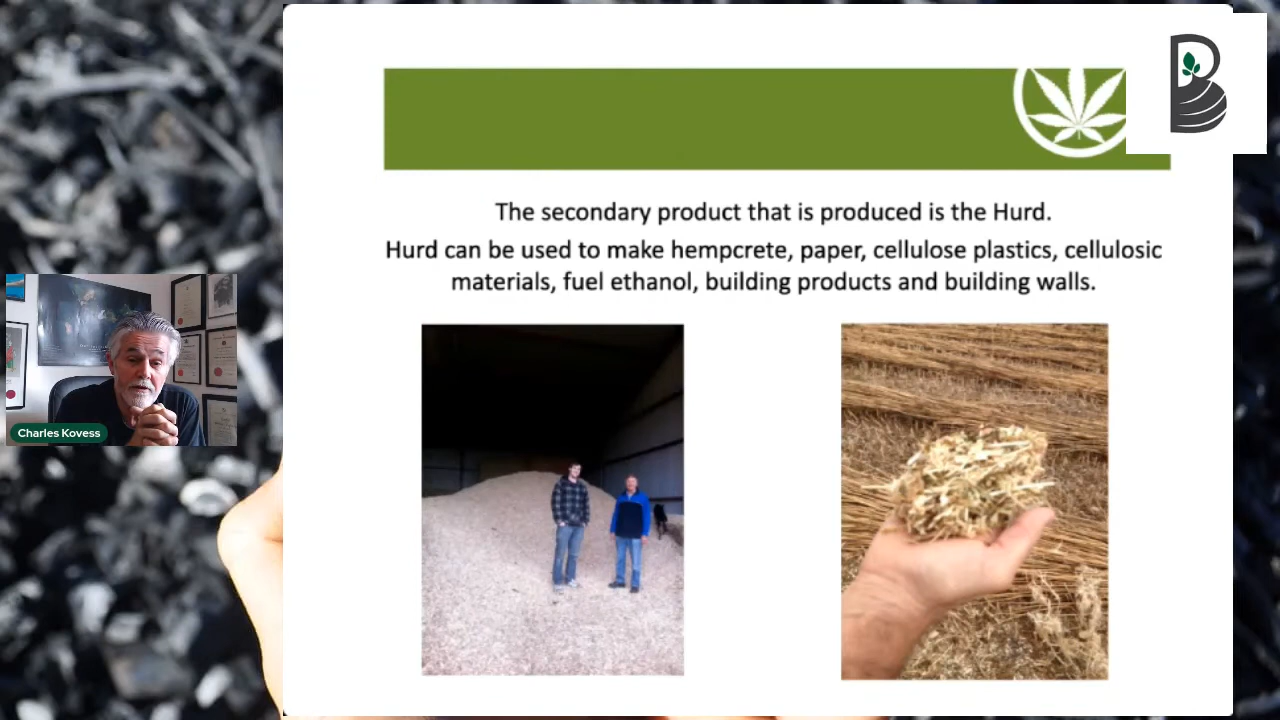 The secondary product that is produced is the Hurd.
Hurd can be used to make hempcrete, paper, cellulose plastics, cellulosic
materials, fuel ethanol, building products and building walls.
Charles Kovess